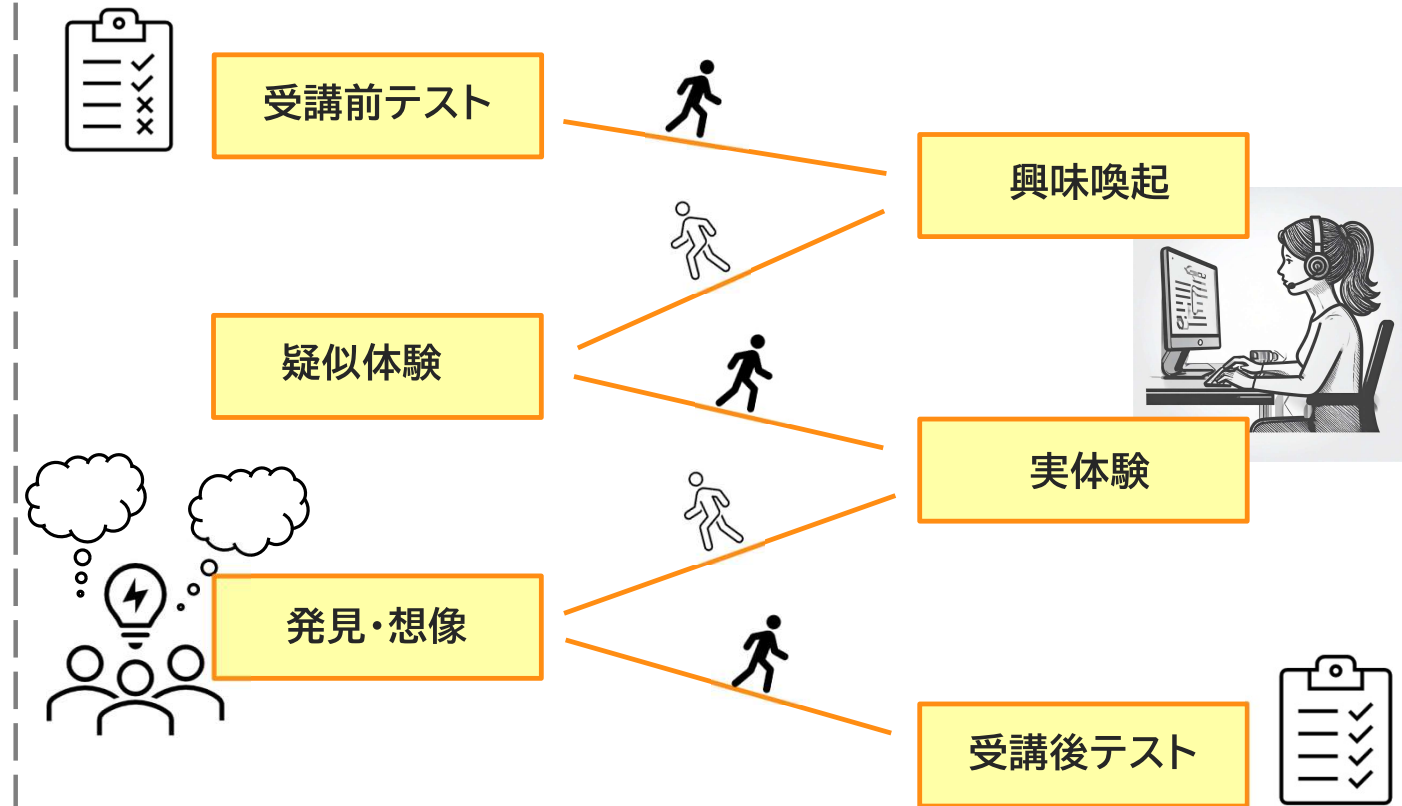 受講前テスト
興味喚起
疑似体験
実体験
発見・想像
受講後テスト